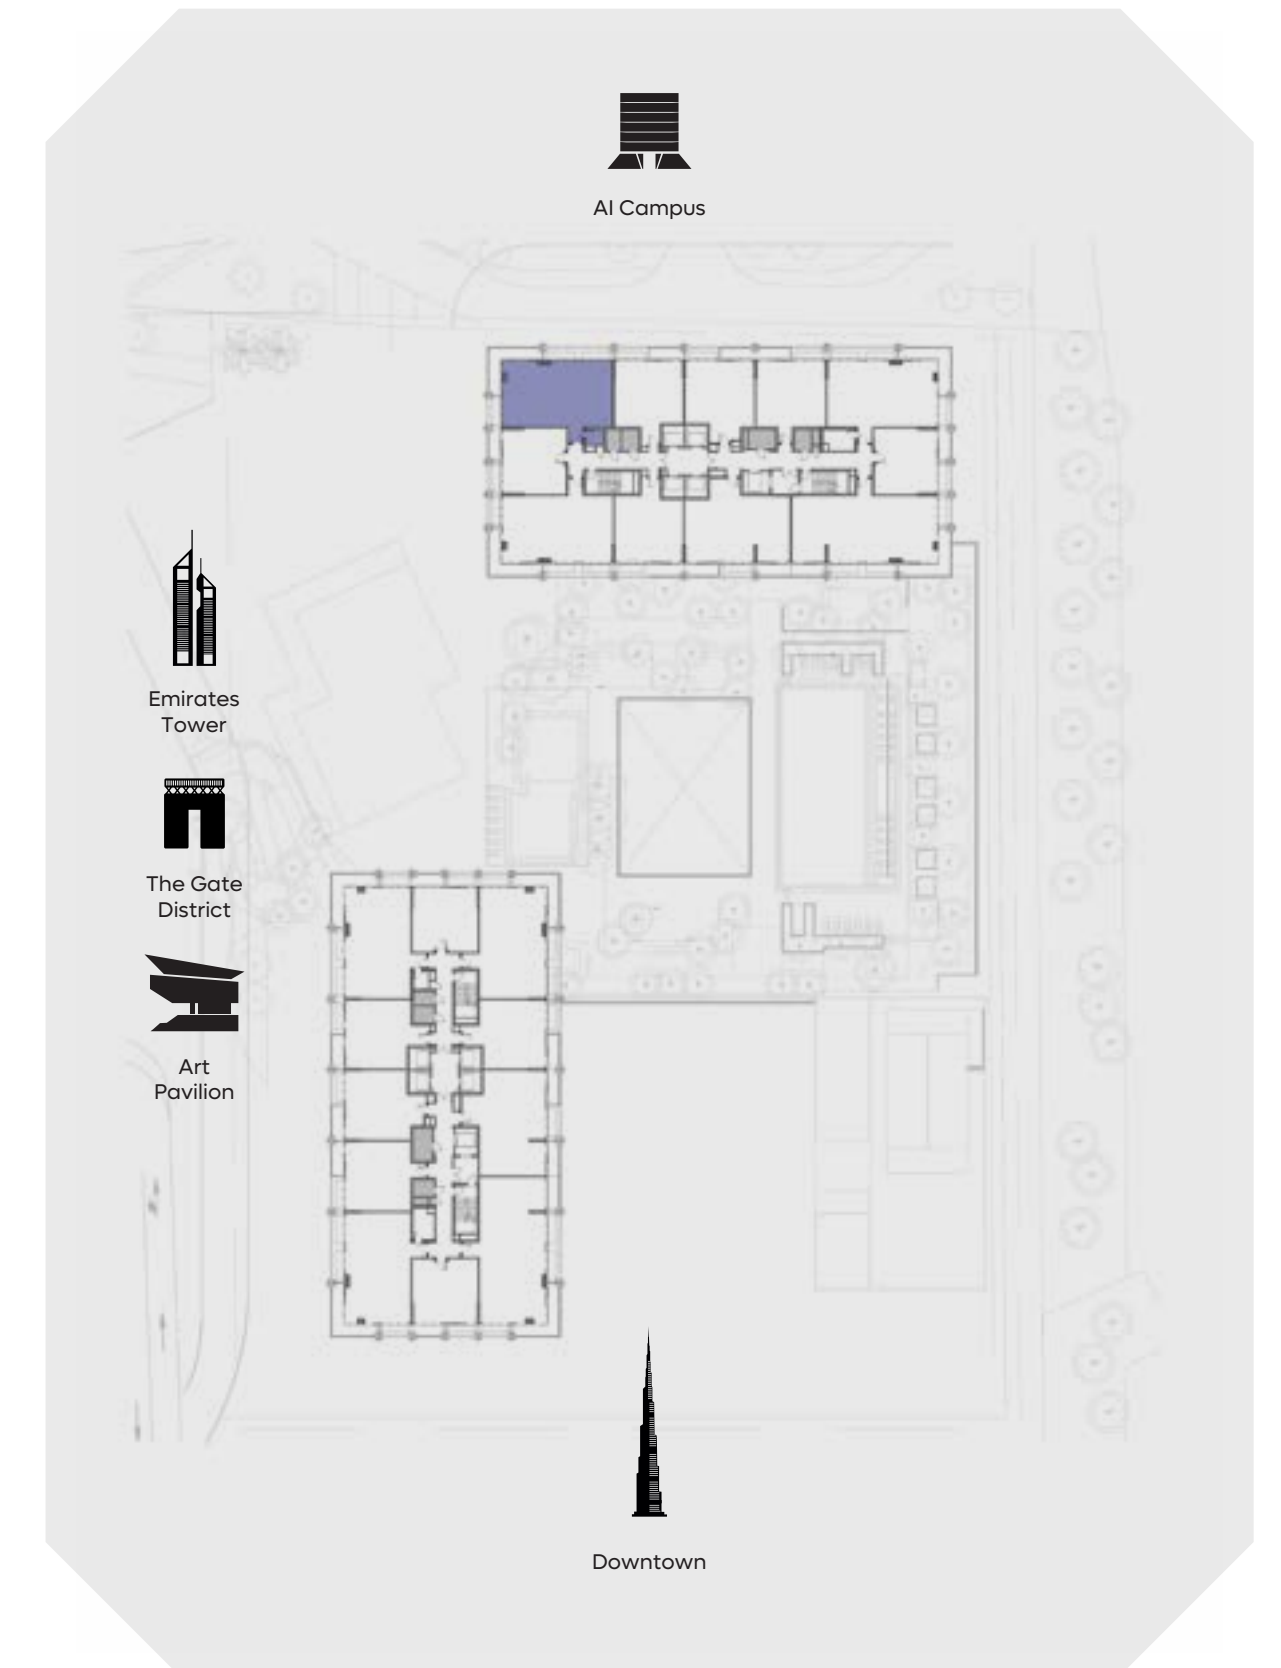 AI Campus
Emirates
Tower
The Gate
District
Art
Pavilion
Downtown